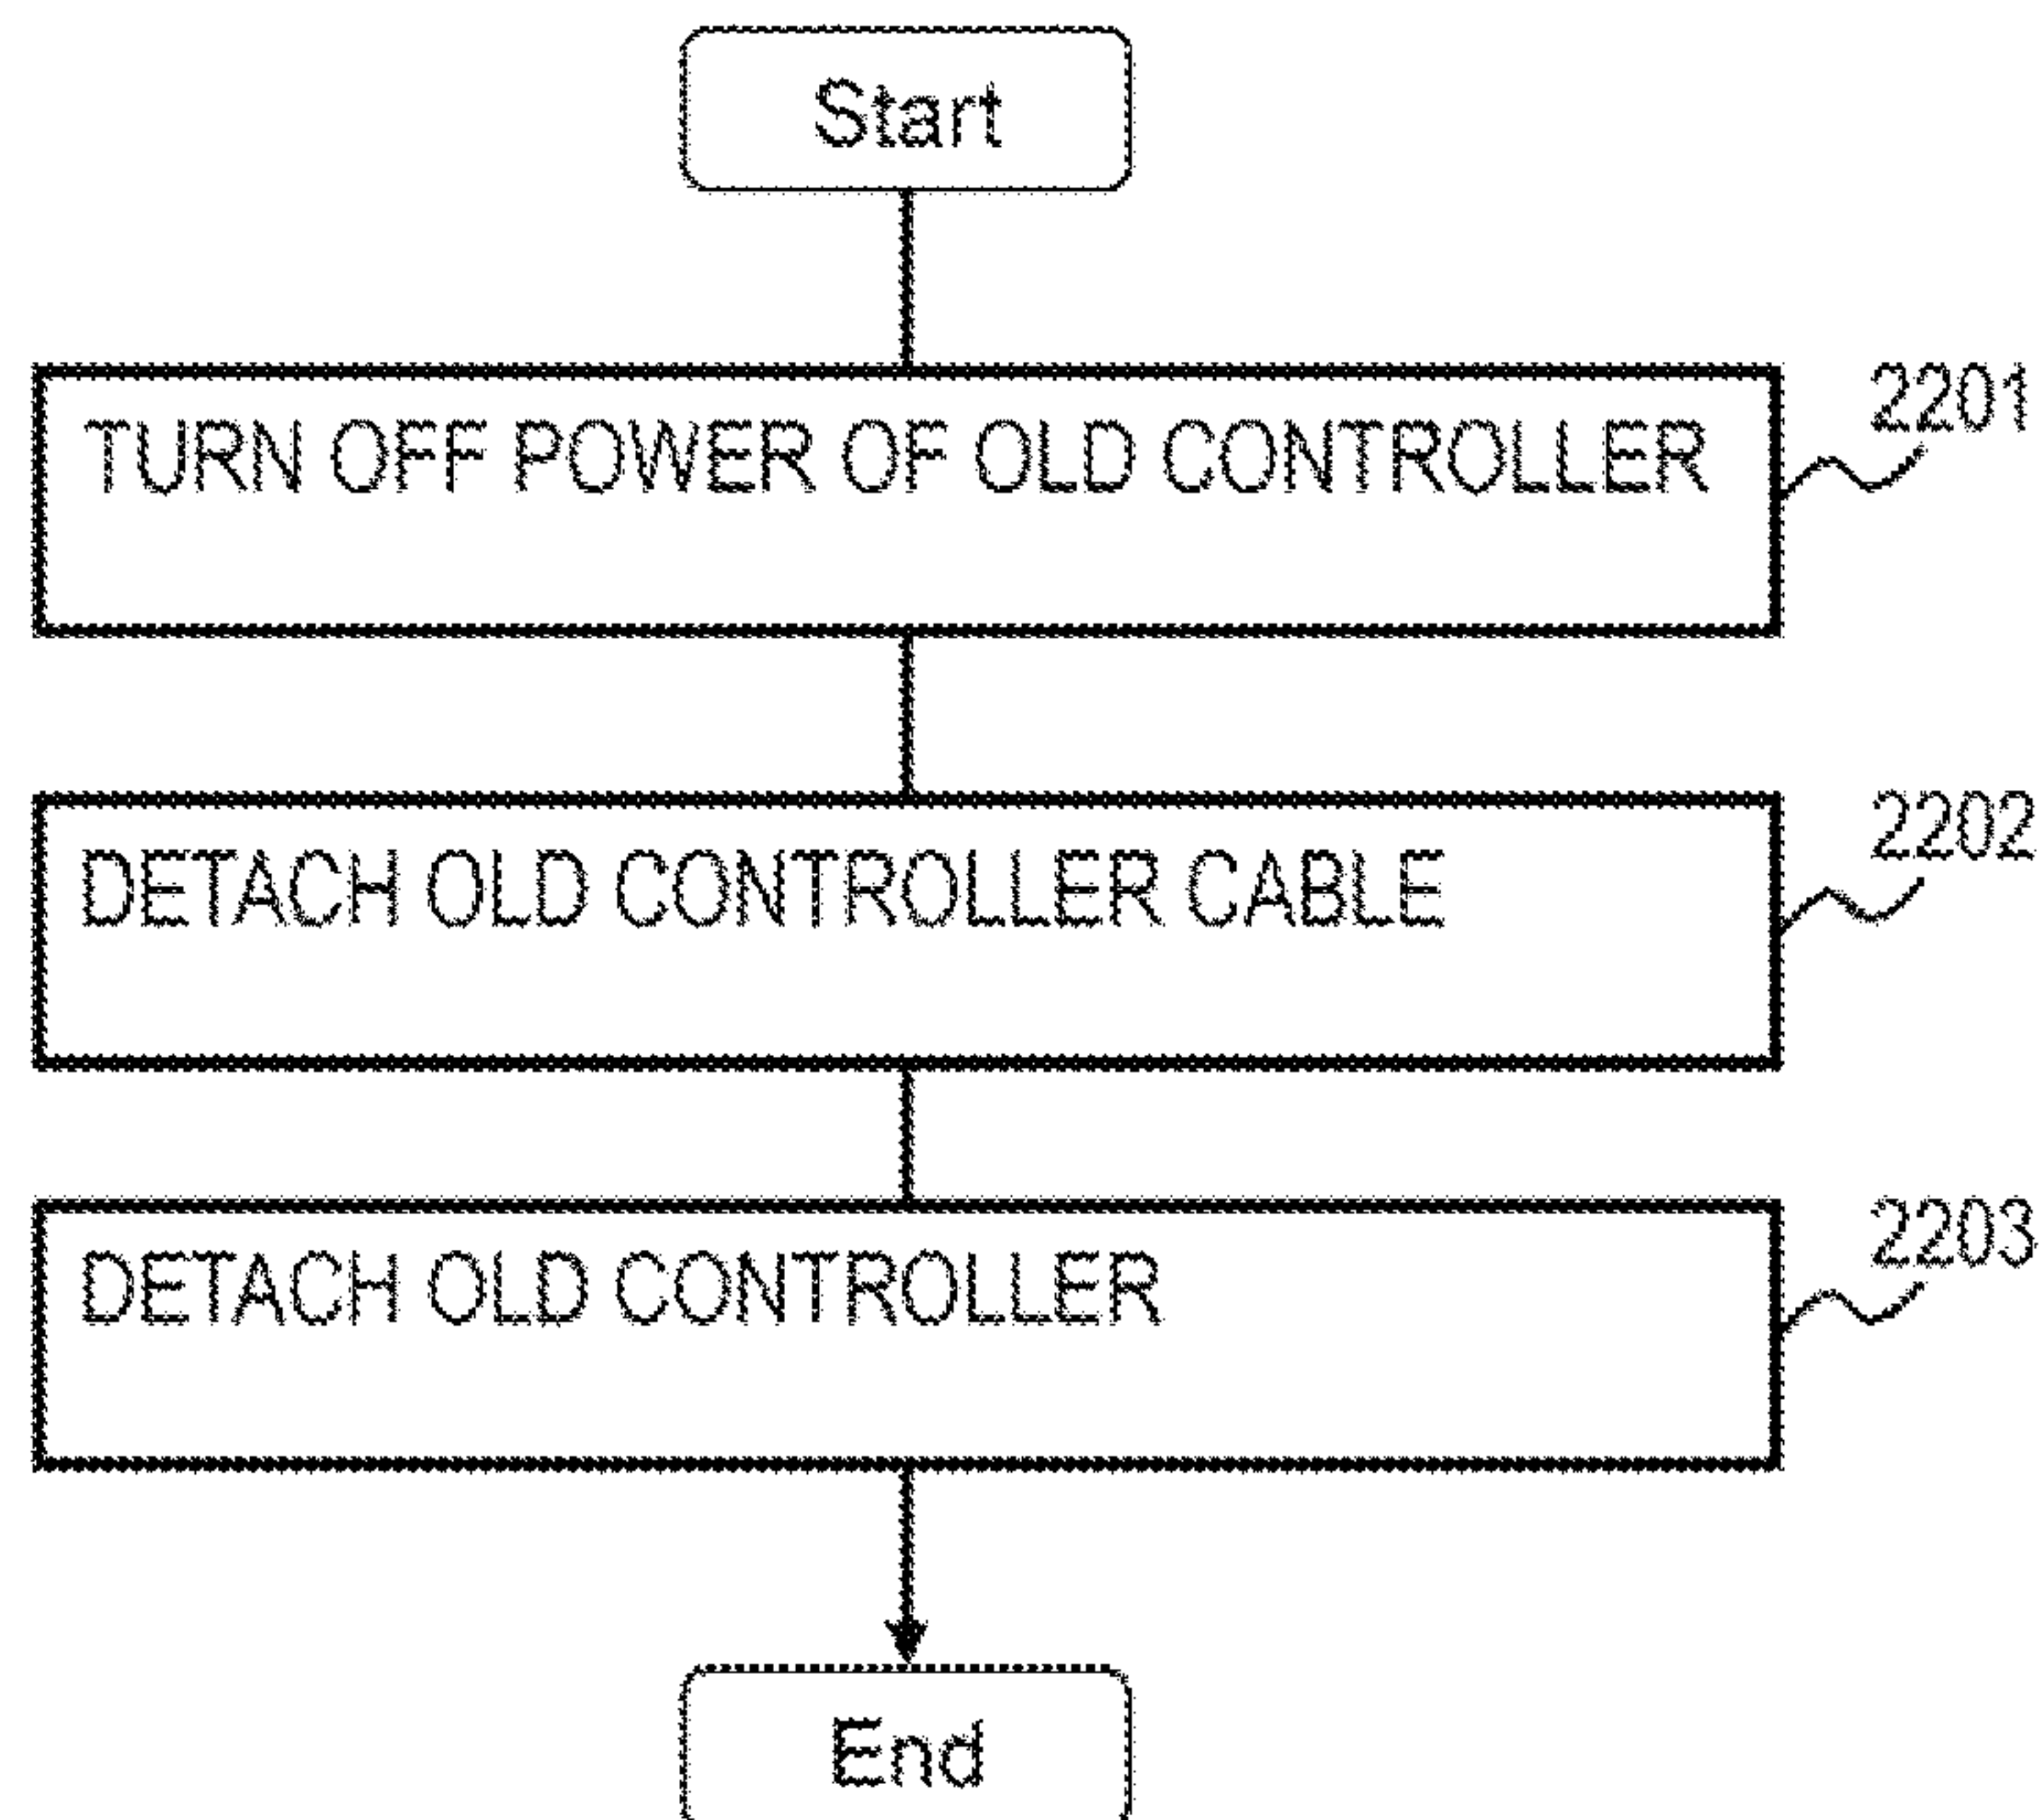 Start
TURN OFF POWER OF OLD CONTROLLER
2201
DETACH OLD CONTROLLER CABLE
2202
DETACH OLD CONTROLLER
2203
End